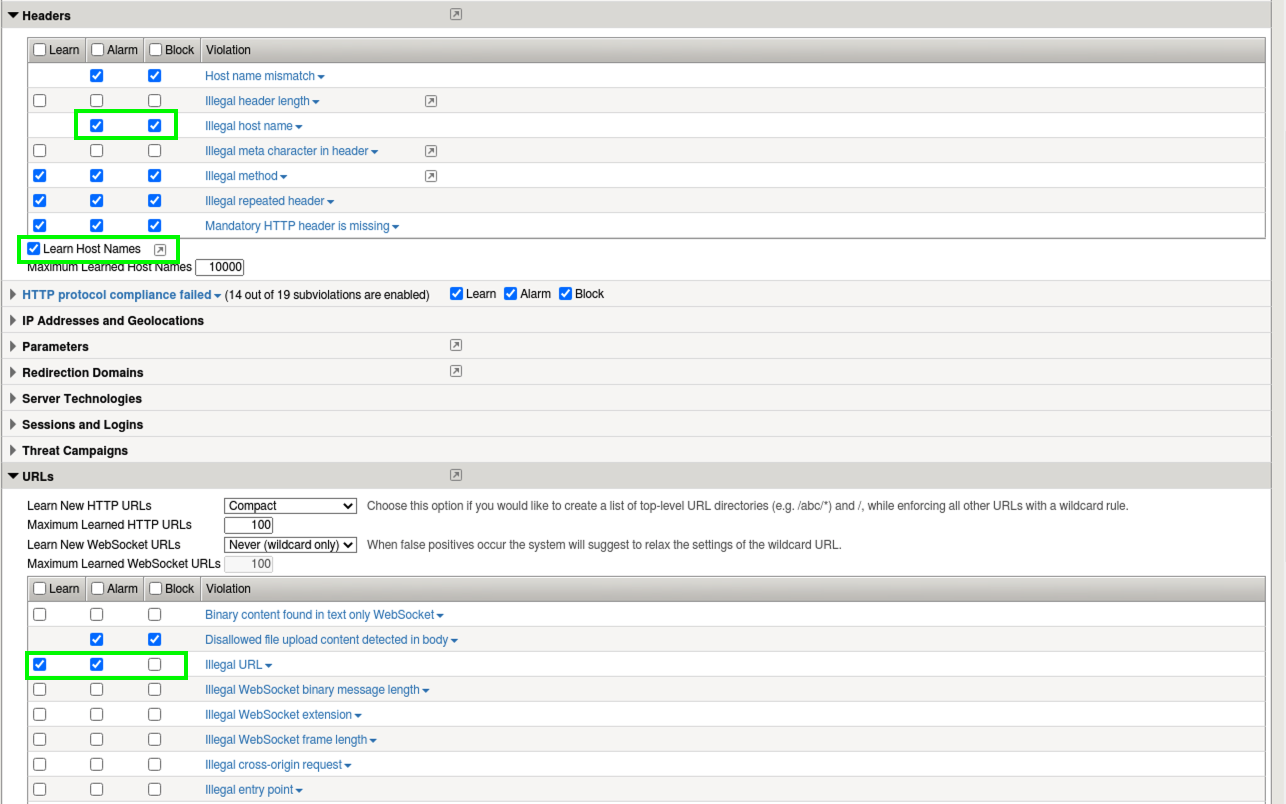 Headers
Learn Alarm Block Violation
Host name mismatch
Illegal header length
Illegal host name
Illegal meta character in header
Illegal method
Illegal repeated header
Mandatory HTTP header is missing
Learn Host Names
Maximum Learned Host Names 10000
HTTP protocol compliance failed (14 out of 19 subviolations are enabled) Learn Alarm Block
IP Addresses and Geolocations
Parameters
Redirection Domains
Server Technologies
Sessions and Logins
Threat Campaigns
URLs
Learn New HTTP URLs Compact Choose this option if you would like to create a list of top-level URL directories (e.g. /abc/*) and /, while enforcing all other URLs with a wildcard rule.
Maximum Learned HTTP URLs 100
Learn New WebSocket URLs Never (wildcard only) When false positives occur the system will suggest to relax the settings of the wildcard URL.
Maximum Learned WebSocket URLs 100
Learn Alarm Block Violation
Binary content found in text only WebSocket
Disallowed file upload content detected in body
Illegal URL
Illegal WebSocket binary message length
Illegal WebSocket extension
Illegal WebSocket frame length
Illegal cross-origin request
Illegal entry point